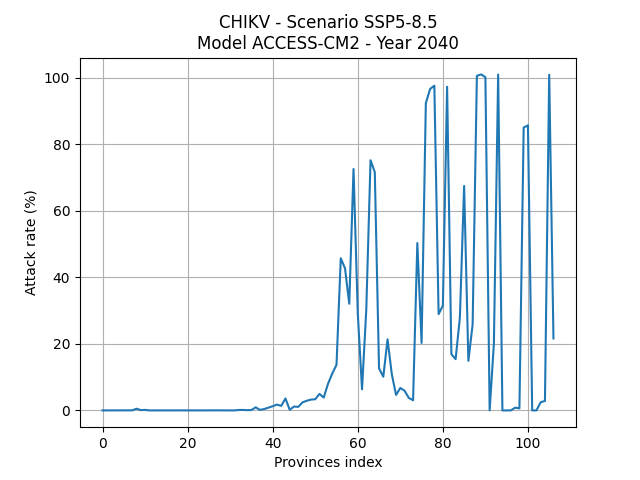 CHIKV - Scenario SSP5-8.5
Model ACCESS-CM2 - Year 2040
100
80
60
40
20
0
Attack rate (%)
0 20 40 60 80 100
Provinces index